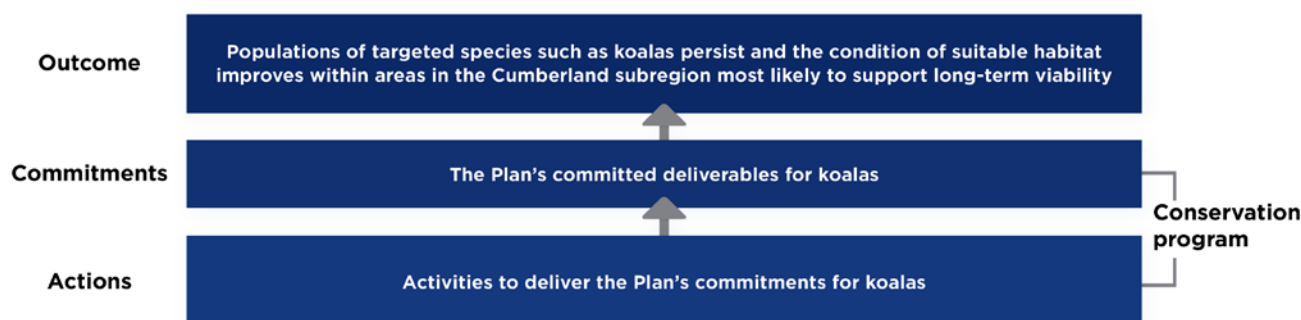 Outcome
Populations of targeted species such as koalas persist and the condition of suitable habitat
improves within areas in the Cumberland subregion most likely to support long-term viability
Commitments
The Plan’s committed deliverables for koalas
Conservation
program
Actions
Activities to deliver the Plan’s commitments for koalas